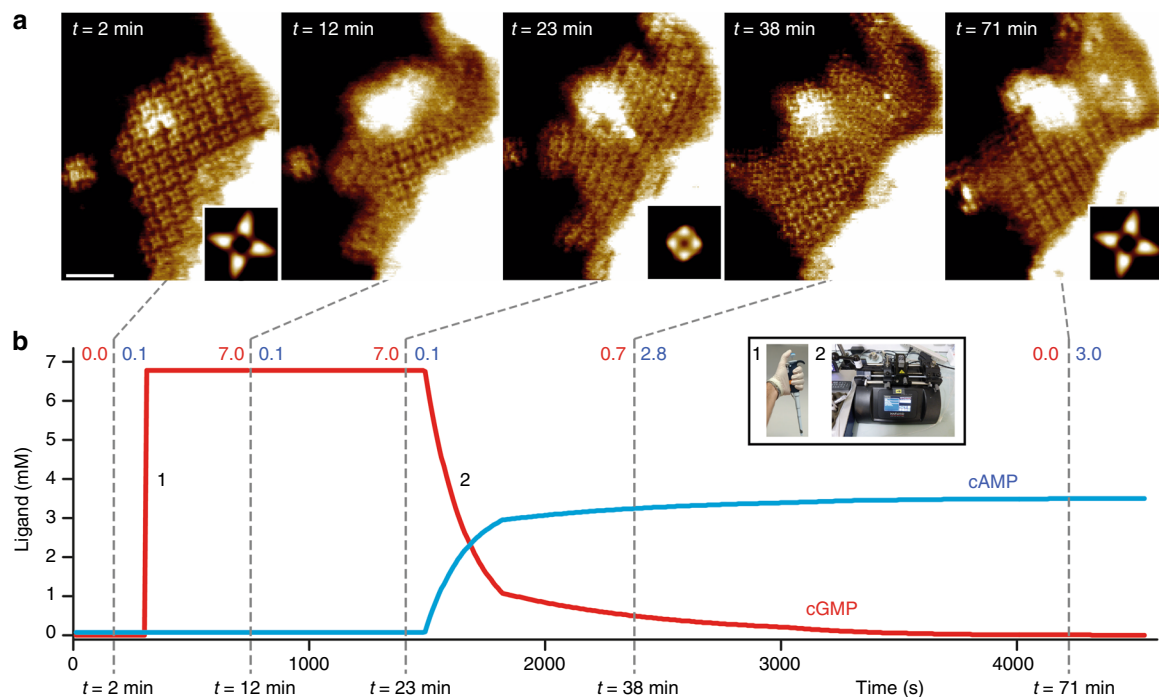 a
t = 2 min
t = 12 min
t = 23 min
t = 38 min
t = 71 min
b
0.0 0.1
7.0 0.1
7.0 0.1
0.7 2.8
0.0 3.0
1 2
7
6
5
4
3
2
1
0
Ligand (mM)
1
2
cAMP
cGMP
0 1000 2000 3000 4000
t = 2 min t = 12 min t = 23 min t = 38 min Time (s) t = 71 min